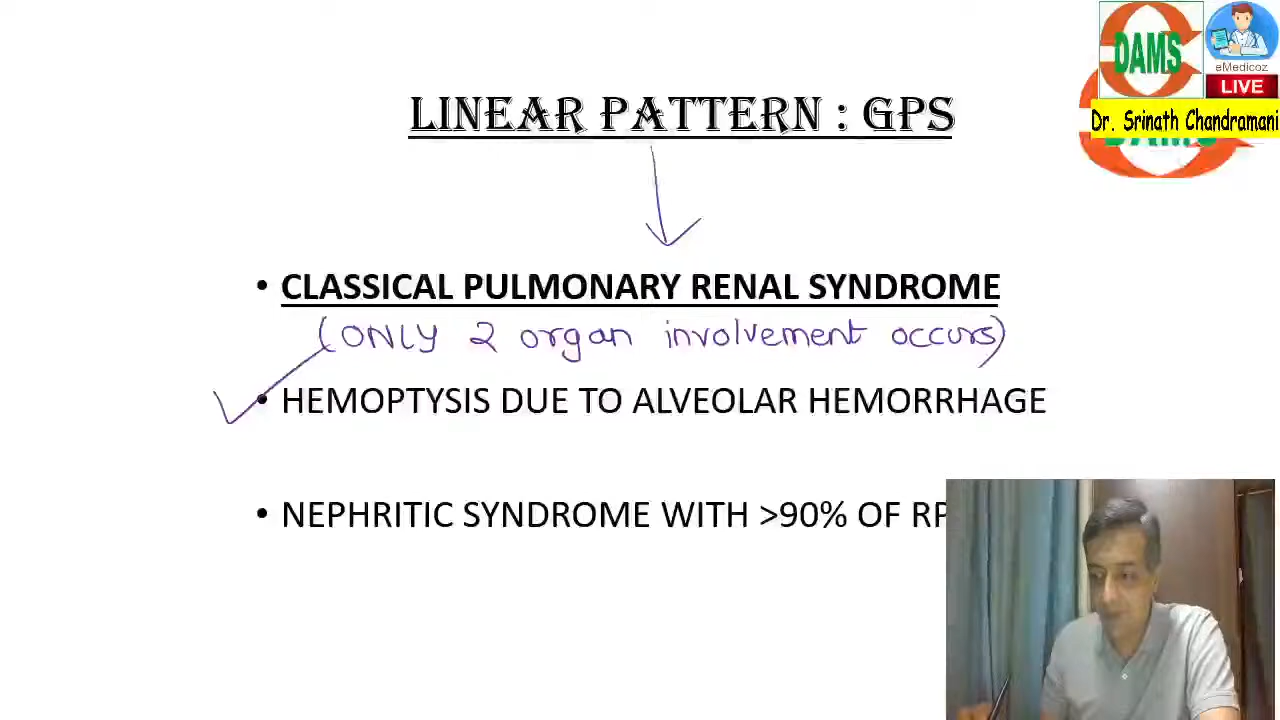 DAMS
eMedicoz
LIVE
Dr. Srinath Chandramani
LINEAR PATTERN : GPS
• CLASSICAL PULMONARY RENAL SYNDROME
(ONLY 2 organ involvement occurs)
• HEMOPTYSIS DUE TO ALVEOLAR HEMORRHAGE
• NEPHRITIC SYNDROME WITH >90% OF